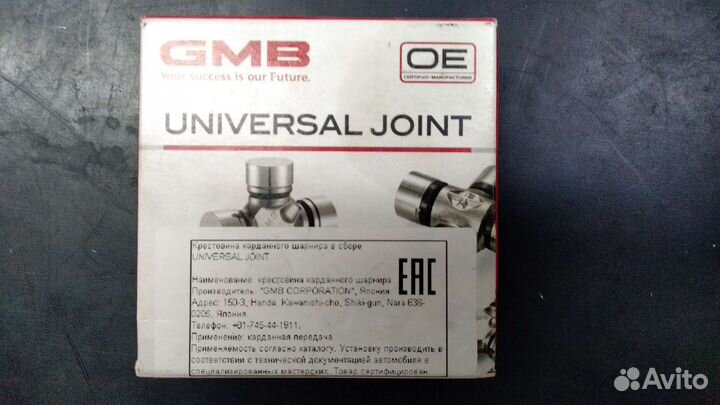 GMB
Your success is our Future.
OE
CERTIFIED-MANUFACTURER
UNIVERSAL JOINT
Крестовина карданного шарнира в сборе
UNIVERSAL JOINT
Наименование: крестовина карданного шарнира
Производитель: "GMB CORPORATION", Япония
Адрес: 150-3, Handa, Kawanishi-cho, Shiki-gun, Nara 636-
0205, Япония.
Телефон: +81-745-44-1911.
Применение: карданная передача
Применяемость согласно каталогу. Установку производить в
соответствии с технической документацией автомобиля в
специализированных мастерских. Товар сертифицирован.
EAC
Avito